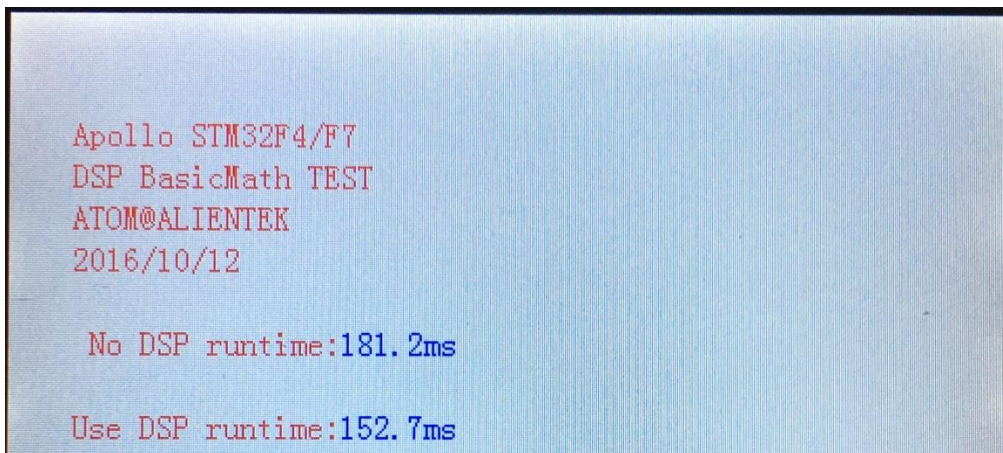 Apollo STM32F4/F7
DSP BasicMath TEST
ATOM@ALIENTEK
2016/10/12
No DSP runtime:181.2ms
Use DSP runtime:152.7ms